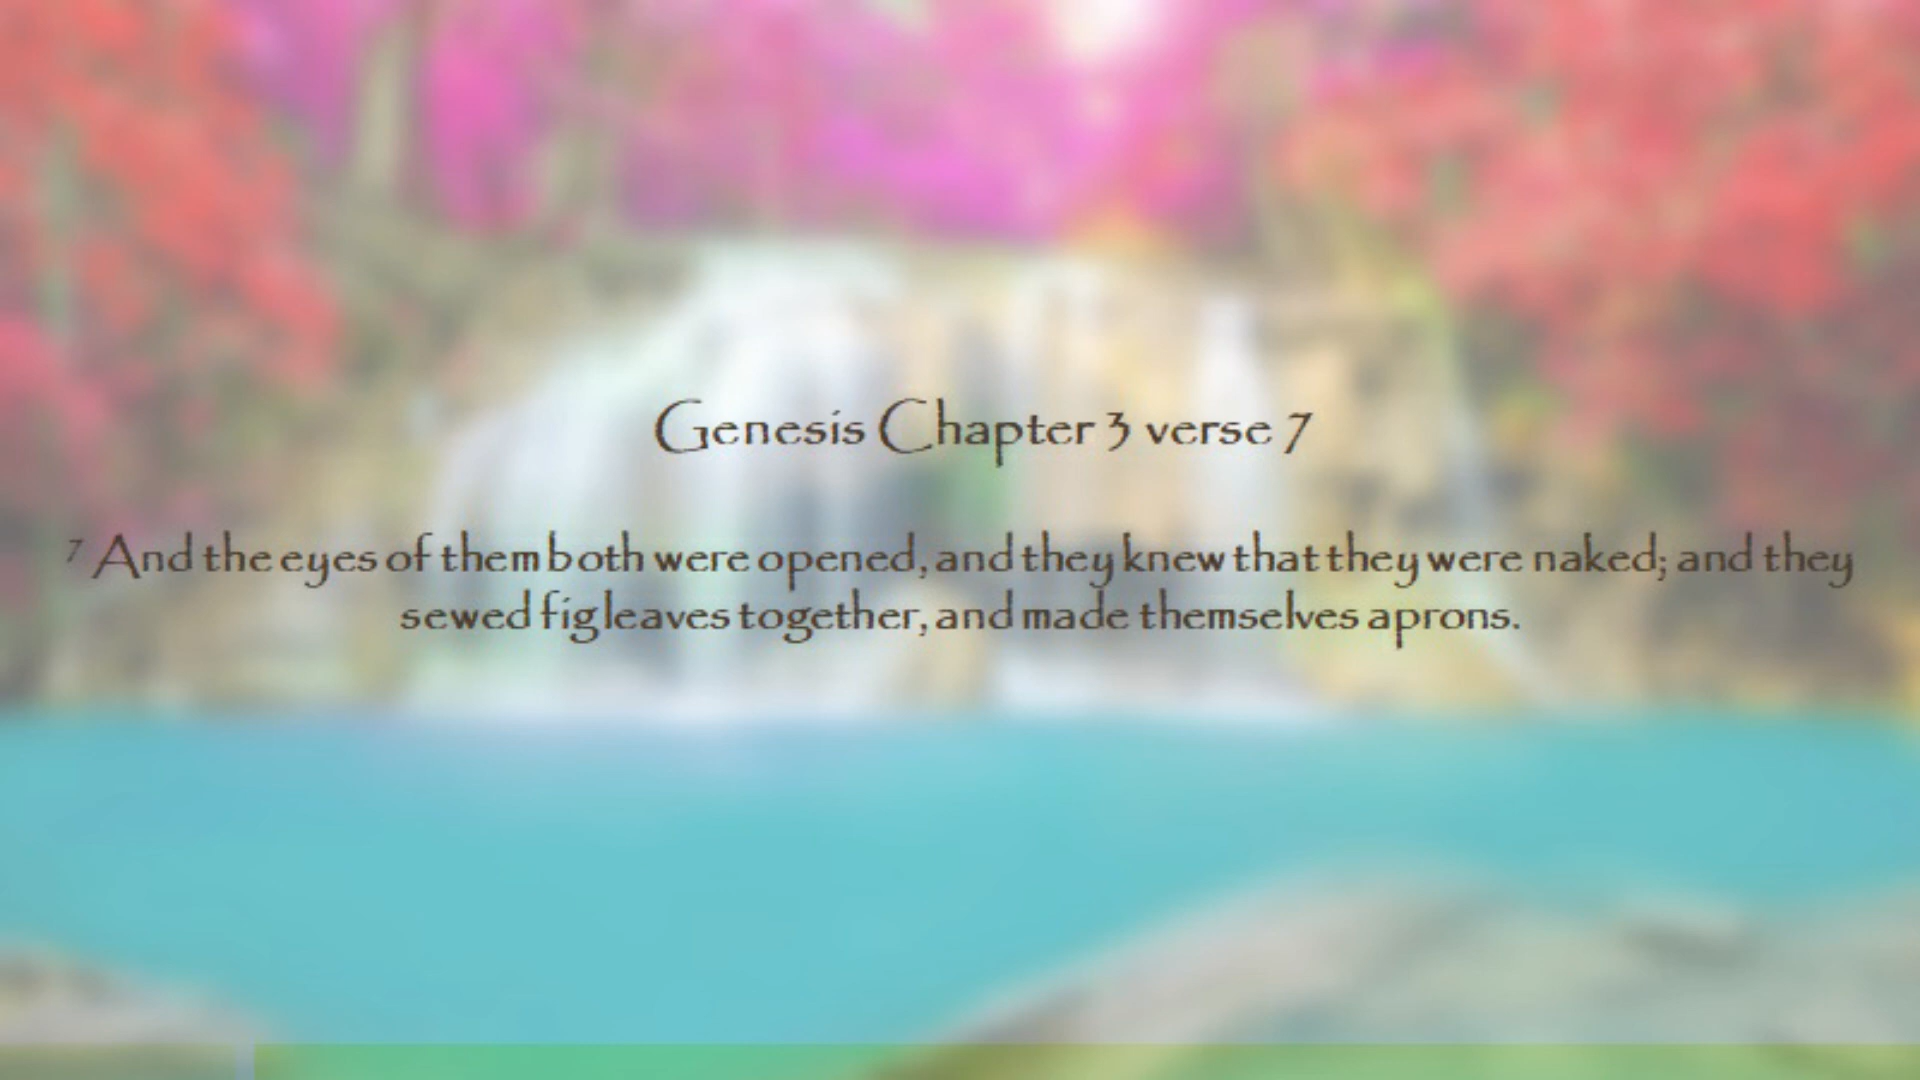 Genesis Chapter 3 verse 7
7 And the eyes of them both were opened, and they knew that they were naked; and they
sewed fig leaves together, and made themselves aprons.